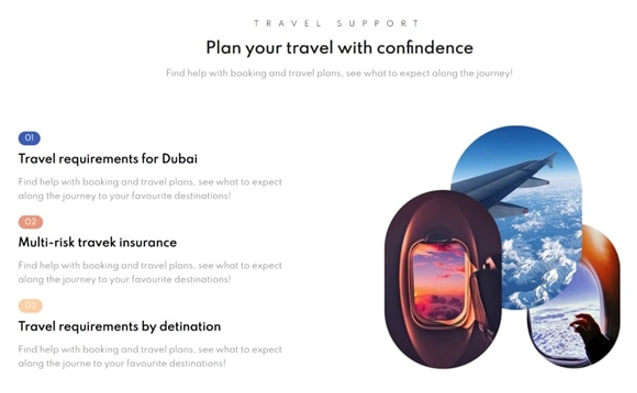 TRAVEL SUPPORT
Plan your travel with confindence
Find help with booking and travel plans, see what to expect along the journey!
01
Travel requirements for Dubai
Find help with booking and travel plans, see what to expect
along the journey to your favourite destinations!
02
Multi-risk travek insurance
Find help with booking and travel plans, see what to expect
along the journey to your favourite destinations!
03
Travel requirements by detination
Find help with booking and travel plans, see what to expect
along the journe to your favourite destinations!